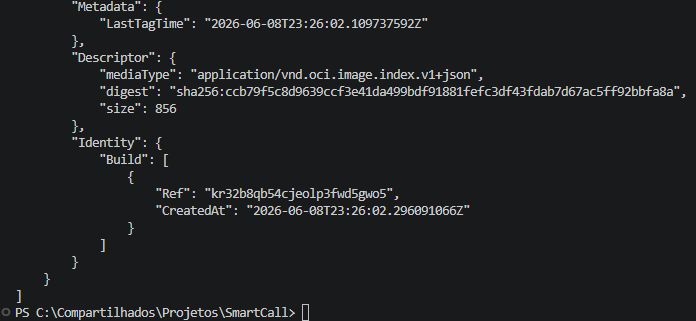 "Metadata": {
"LastTagTime": "2026-06-08T23:26:02.109737592Z"
},
"Descriptor": {
"mediaType": "application/vnd.oci.image.index.v1+json",
"digest": "sha256:ccb79f5c8d9639ccf3e41da499bdf91881fefc3df43fdab7d67ac5ff92bbfa8a",
"size": 856
},
"Identity": {
"Build": [
{
"Ref": "kr32b8qb54cjeolp3fwd5gwo5",
"CreatedAt": "2026-06-08T23:26:02.296091066Z"
}
]
}
}
]
PS C:\Compartilhados\Projetos\SmartCall>